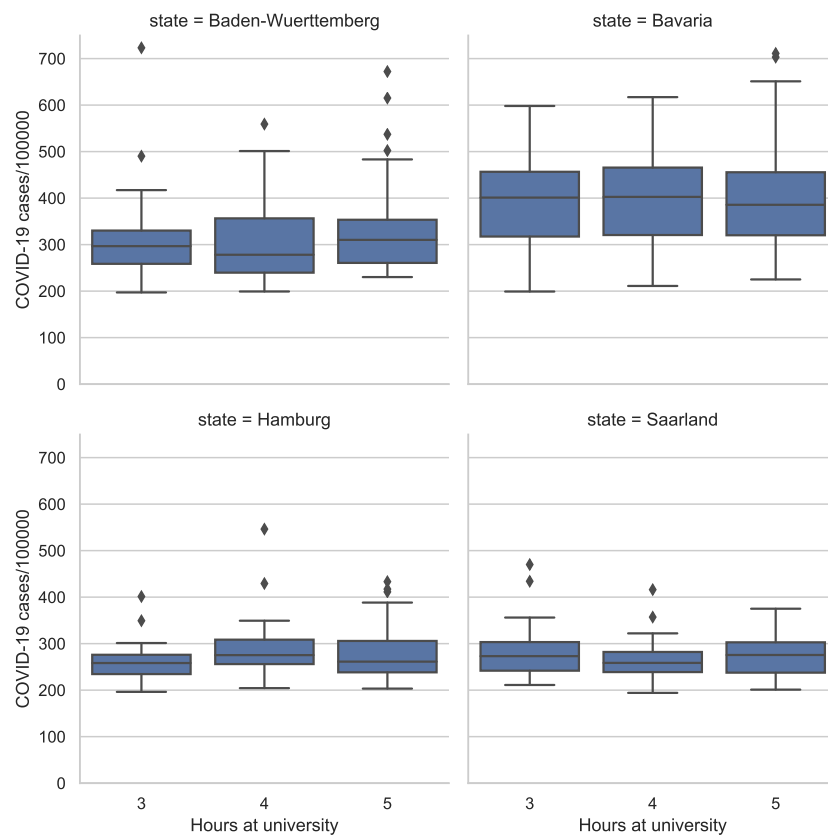 state = Baden-Wuerttemberg
state = Bavaria
COVID-19 cases/100000
700
600
500
400
300
200
100
0
state = Hamburg
state = Saarland
COVID-19 cases/100000
700
600
500
400
300
200
100
0
3
4
5
3
4
5
Hours at university
Hours at university